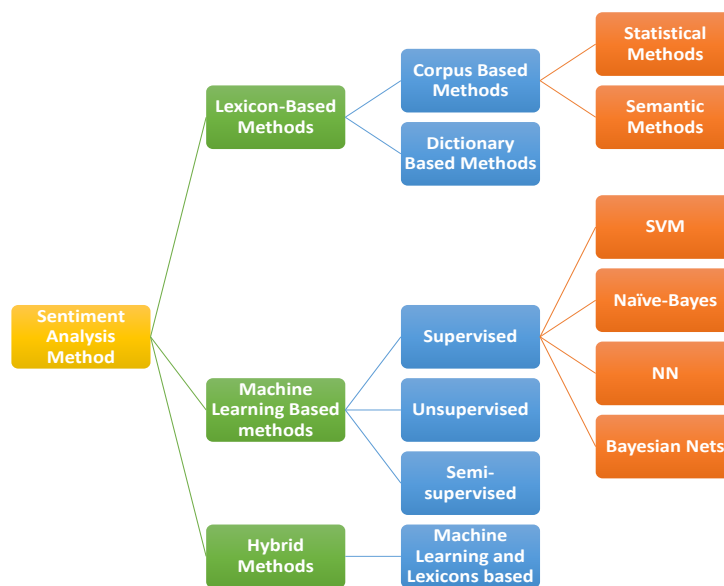 Sentiment
Analysis
Method
Lexicon-Based
Methods
Corpus Based
Methods
Statistical
Methods
Semantic
Methods
Dictionary
Based Methods
Machine
Learning Based
methods
Supervised
SVM
Naïve-Bayes
NN
Bayesian Nets
Unsupervised
Semi-
supervised
Hybrid
Methods
Machine
Learning and
Lexicons based